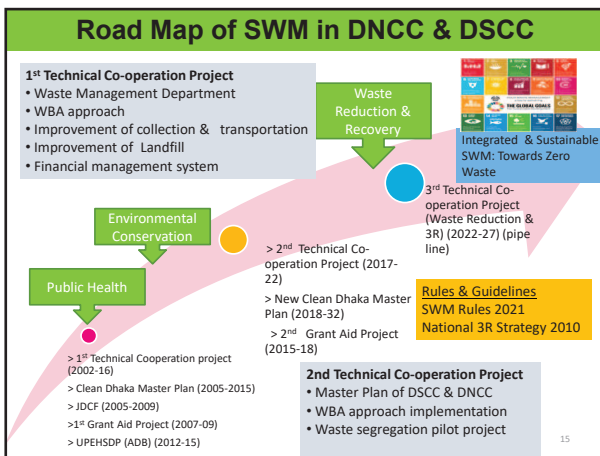 Road Map of SWM in DNCC & DSCC
1st Technical Co-operation Project
• Waste Management Department
• WBA approach
• Improvement of collection & transportation
• Improvement of Landfill
• Financial management system
Waste
Reduction &
Recovery
THE GLOBAL GOALS
Integrated & Sustainable
SWM: Towards Zero
Waste
Environmental
Conservation
3rd Technical Co-
operation Project
(Waste Reduction &
3R) (2022-27) (pipe
line)
Public Health
> 2nd Technical Co-
operation Project (2017-
22)
> New Clean Dhaka Master
Plan (2018-32)
> 2nd Grant Aid Project
(2015-18)
Rules & Guidelines
SWM Rules 2021
National 3R Strategy 2010
> 1st Technical Cooperation project
(2002-16)
> Clean Dhaka Master Plan (2005-2015)
> JDCF (2005-2009)
>1st Grant Aid Project (2007-09)
> UPEHSDP (ADB) (2012-15)
2nd Technical Co-operation Project
• Master Plan of DSCC & DNCC
• WBA approach implementation
• Waste segregation pilot project
15